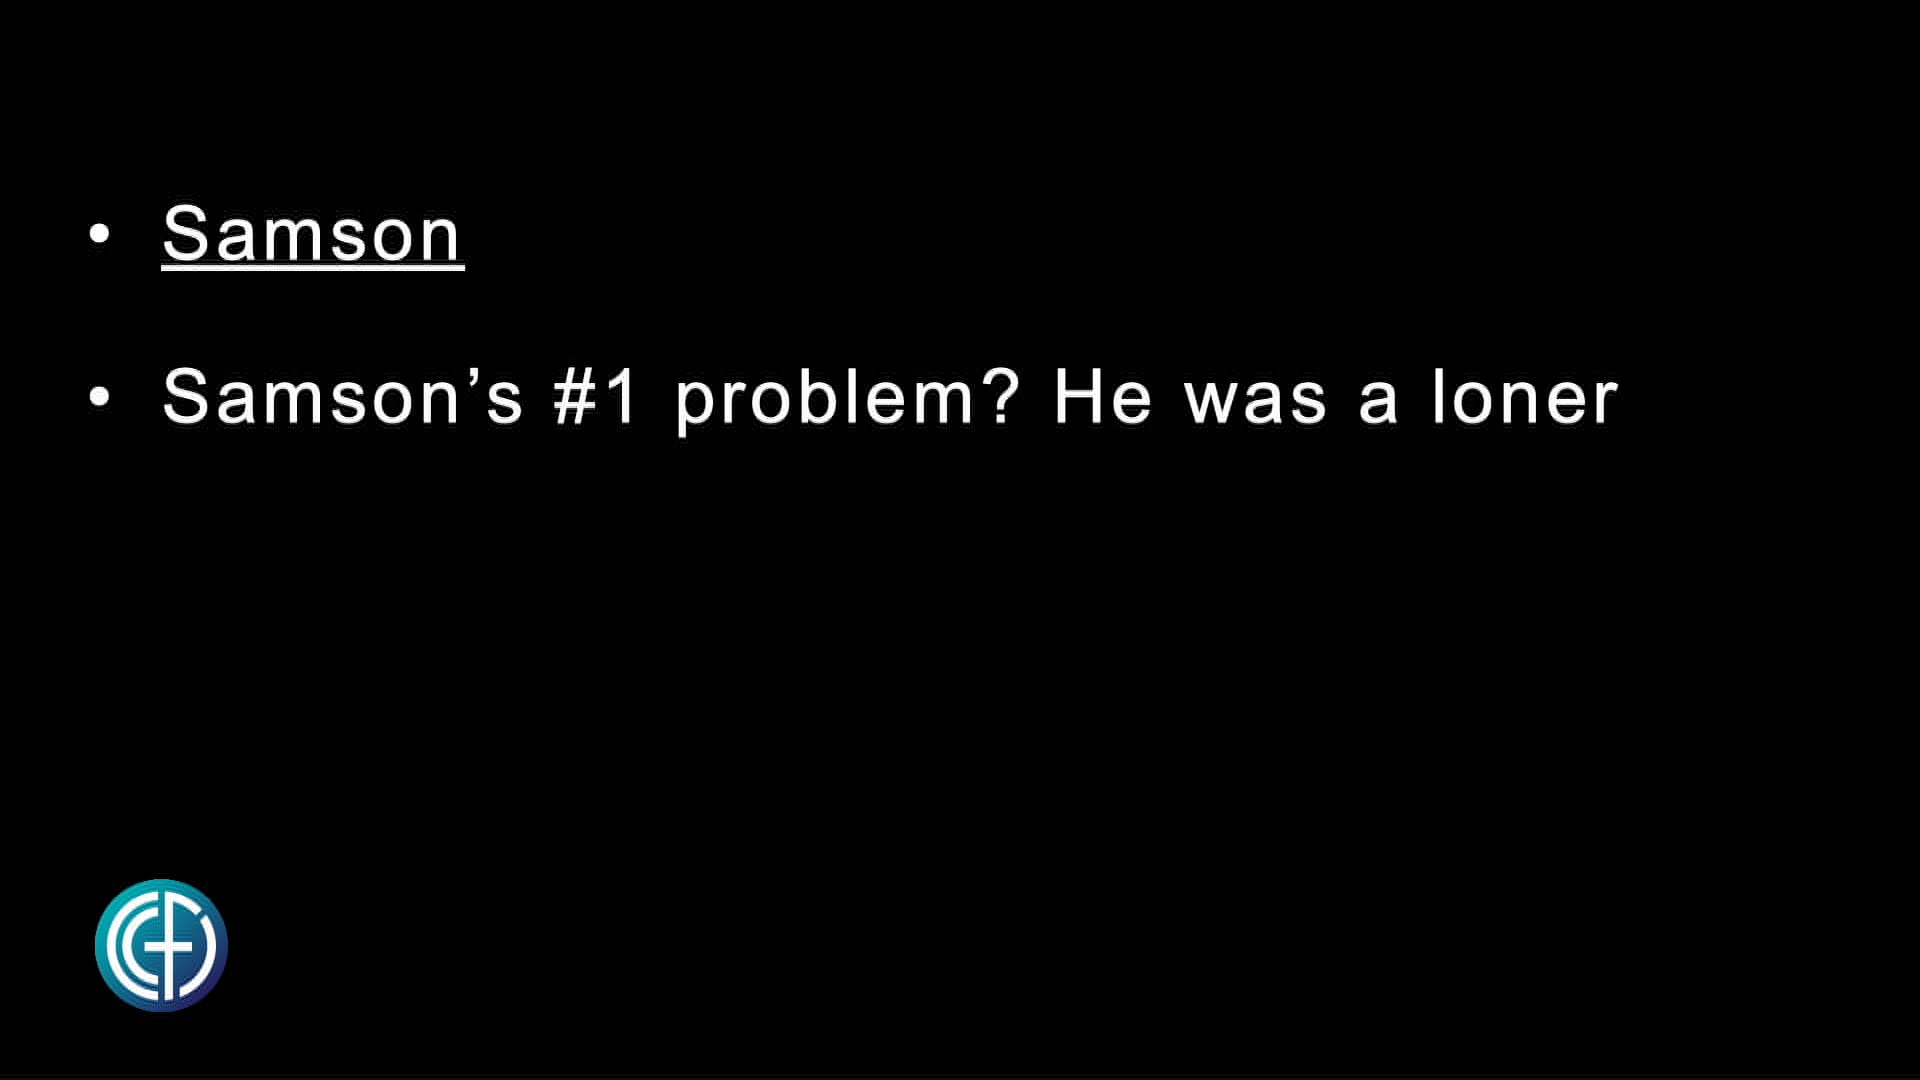 • Samson
• Samson’s #1 problem? He was a loner